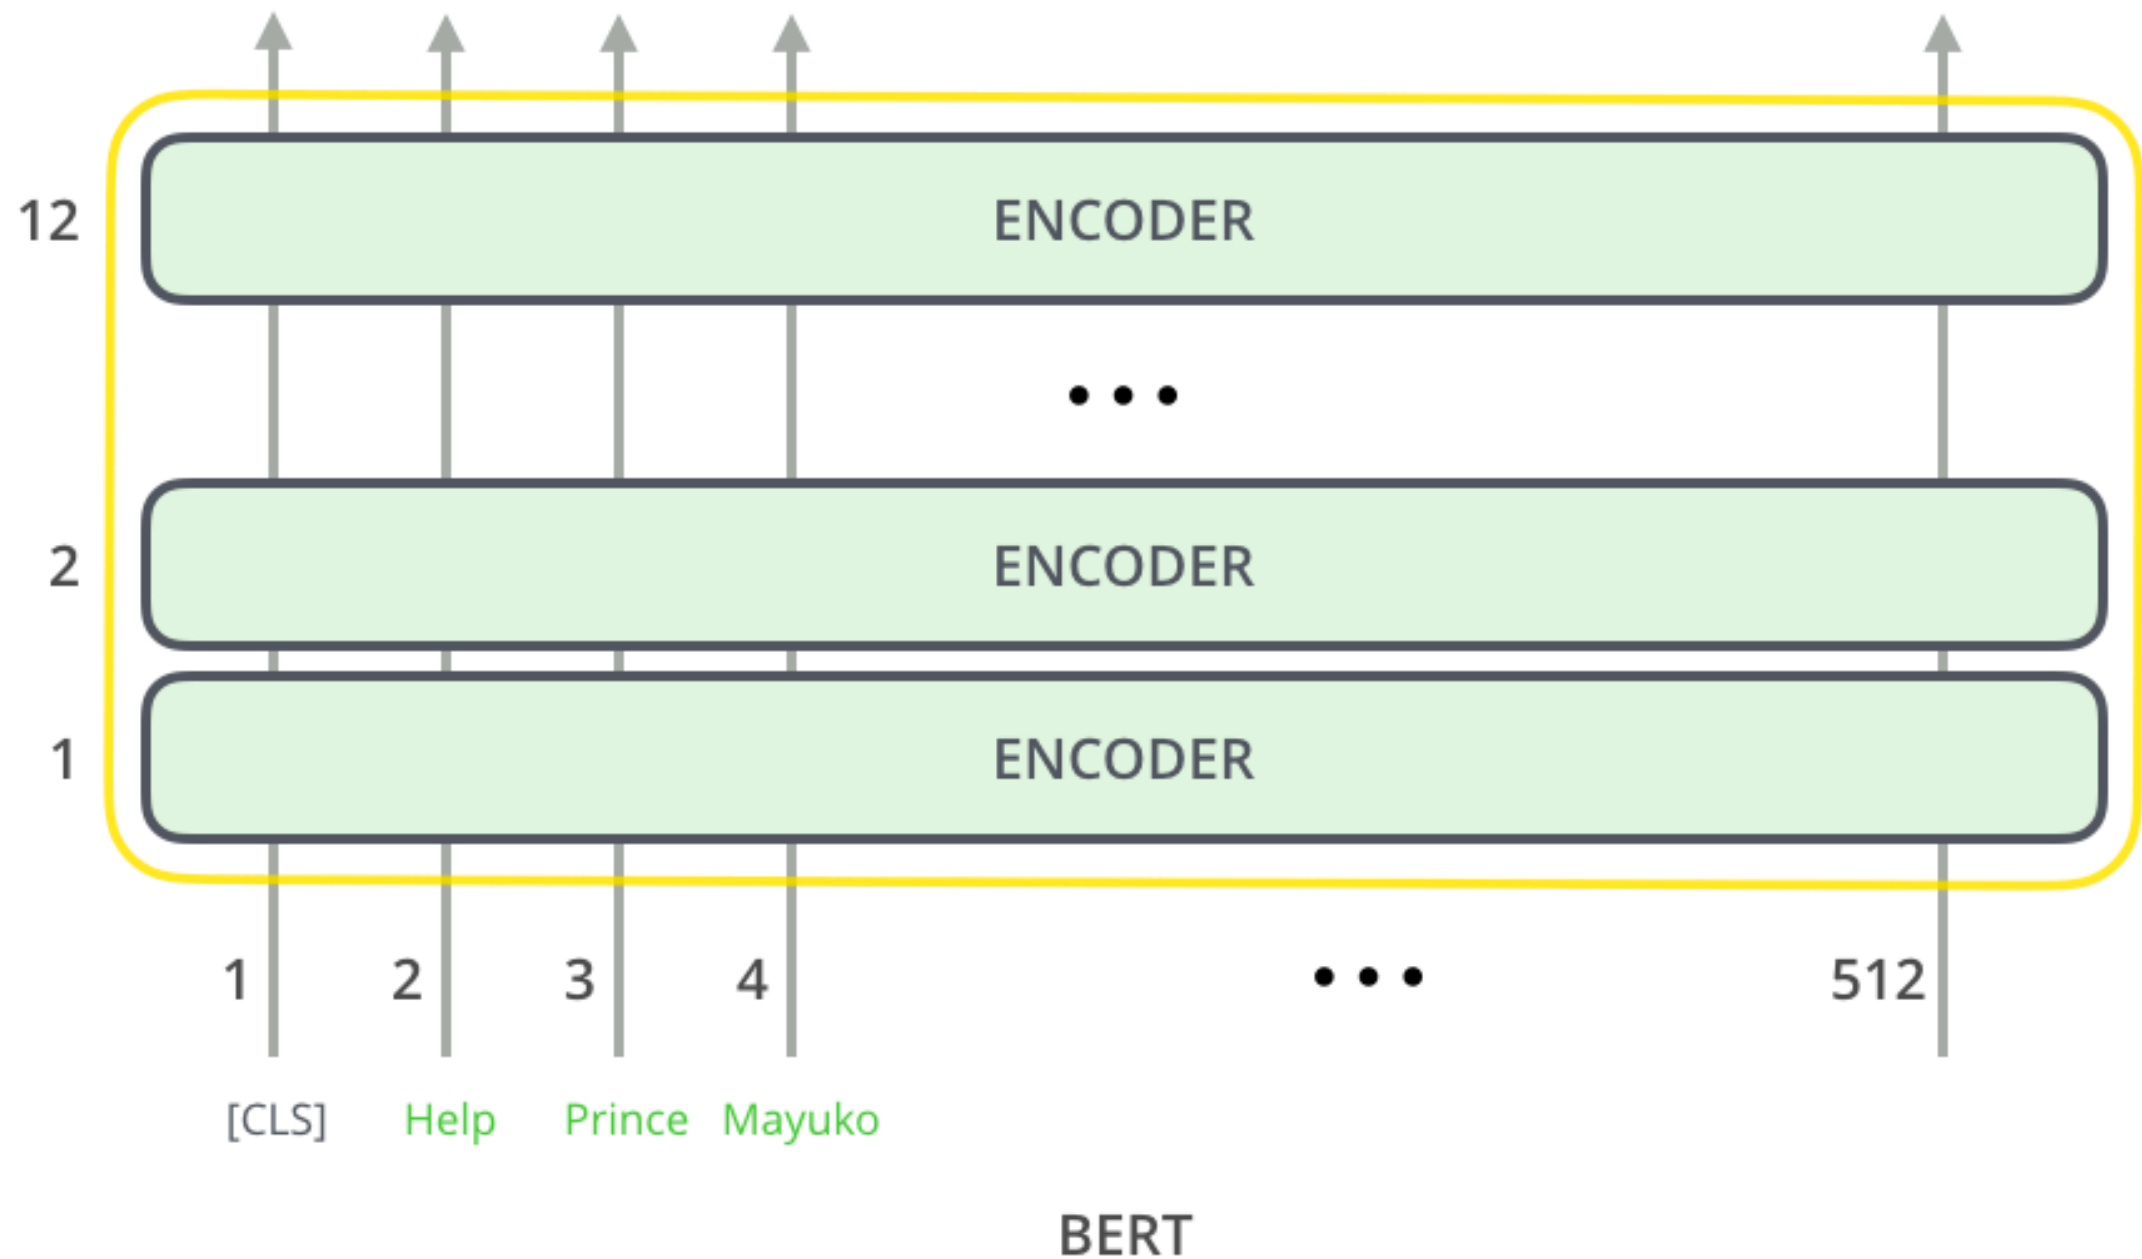 12 ENCODER
•••
2 ENCODER
1 ENCODER
1 2 3 4 ••• 512
[CLS] Help Prince Mayuko
BERT